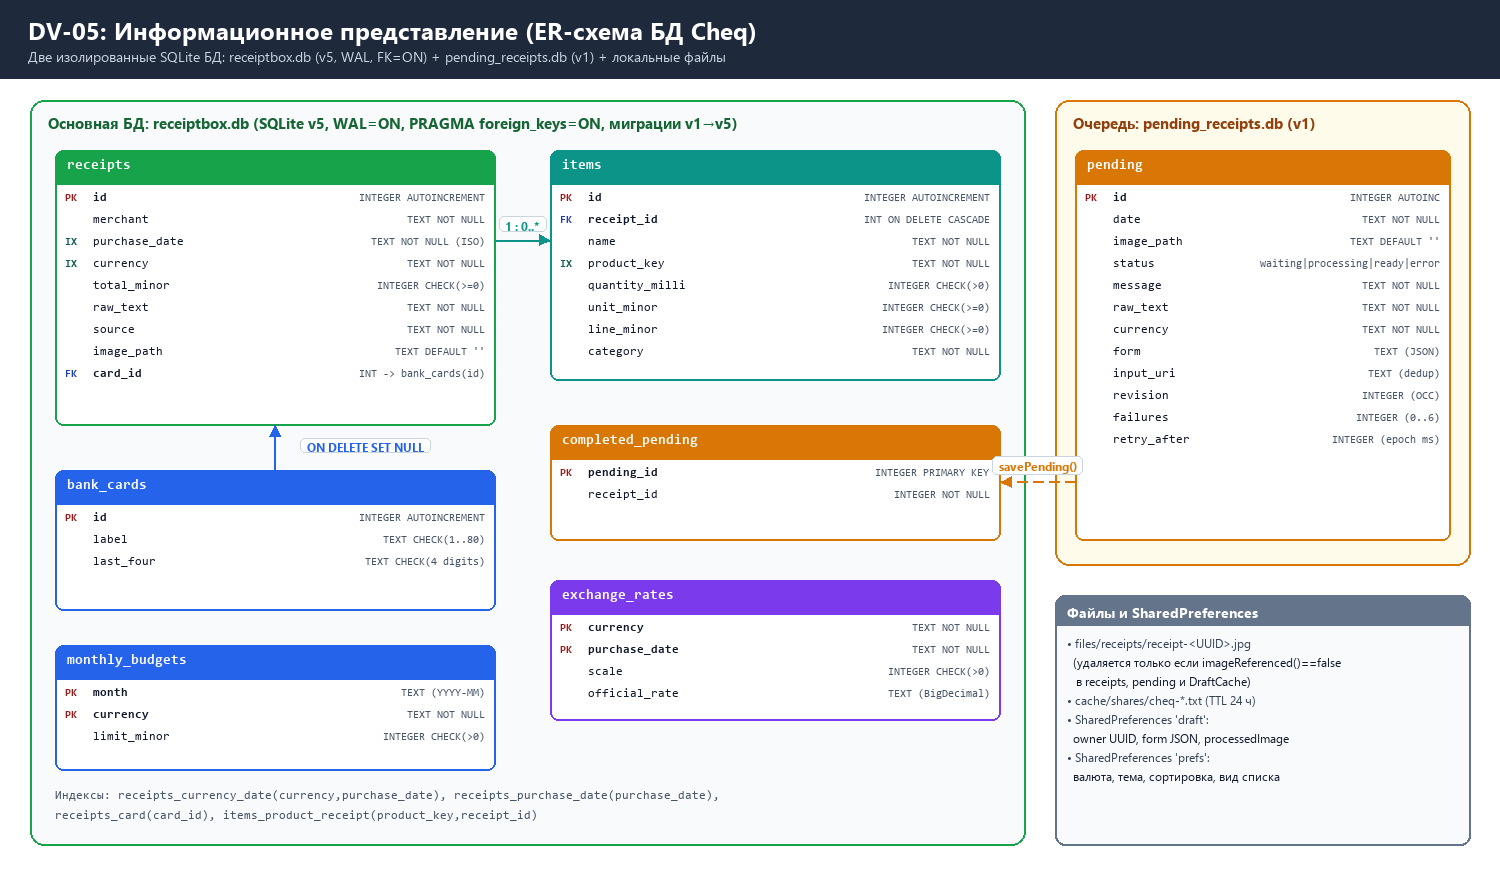 DV-05: Информационное представление (ER-схема БД Cheq)
Две изолированные SQLite БД: receiptbox.db (v5, WAL, FK=ON) + pending_receipts.db (v1) + локальные файлы
Основная БД: receiptbox.db (SQLite v5, WAL=ON, PRAGMA foreign_keys=ON, миграции v1→v5)
receipts
PK id INTEGER AUTOINCREMENT
merchant TEXT NOT NULL
IX purchase_date TEXT NOT NULL (ISO)
IX currency TEXT NOT NULL
total_minor INTEGER CHECK(>=0)
raw_text TEXT NOT NULL
source TEXT NOT NULL
image_path TEXT DEFAULT ''
FK card_id INT -> bank_cards(id)
1 : 0..*
items
PK id INTEGER AUTOINCREMENT
FK receipt_id INT ON DELETE CASCADE
name TEXT NOT NULL
IX product_key TEXT NOT NULL
quantity_milli INTEGER CHECK(>0)
unit_minor INTEGER CHECK(>=0)
line_minor INTEGER CHECK(>=0)
category TEXT NOT NULL
ON DELETE SET NULL
bank_cards
PK id INTEGER AUTOINCREMENT
label TEXT CHECK(1..80)
last_four TEXT CHECK(4 digits)
completed_pending
PK pending_id INTEGER PRIMARY KEY
receipt_id INTEGER NOT NULL
savePending()
monthly_budgets
PK month TEXT (YYYY-MM)
PK currency TEXT NOT NULL
limit_minor INTEGER CHECK(>0)
exchange_rates
PK currency TEXT NOT NULL
PK purchase_date TEXT NOT NULL
scale INTEGER CHECK(>0)
official_rate TEXT (BigDecimal)
Индексы: receipts_currency_date(currency,purchase_date), receipts_purchase_date(purchase_date),
receipts_card(card_id), items_product_receipt(product_key,receipt_id)
Очередь: pending_receipts.db (v1)
pending
PK id INTEGER AUTOINC
date TEXT NOT NULL
image_path TEXT DEFAULT ''
status waiting|processing|ready|error
message TEXT NOT NULL
raw_text TEXT NOT NULL
currency TEXT NOT NULL
form TEXT (JSON)
input_uri TEXT (dedup)
revision INTEGER (OCC)
failures INTEGER (0..6)
retry_after INTEGER (epoch ms)
Файлы и SharedPreferences
• files/receipts/receipt-<UUID>.jpg
(удаляется только если imageReferenced()==false
в receipts, pending и DraftCache)
• cache/shares/cheq-*.txt (TTL 24 ч)
• SharedPreferences 'draft':
owner UUID, form JSON, processedImage
• SharedPreferences 'prefs':
валюта, тема, сортировка, вид списка